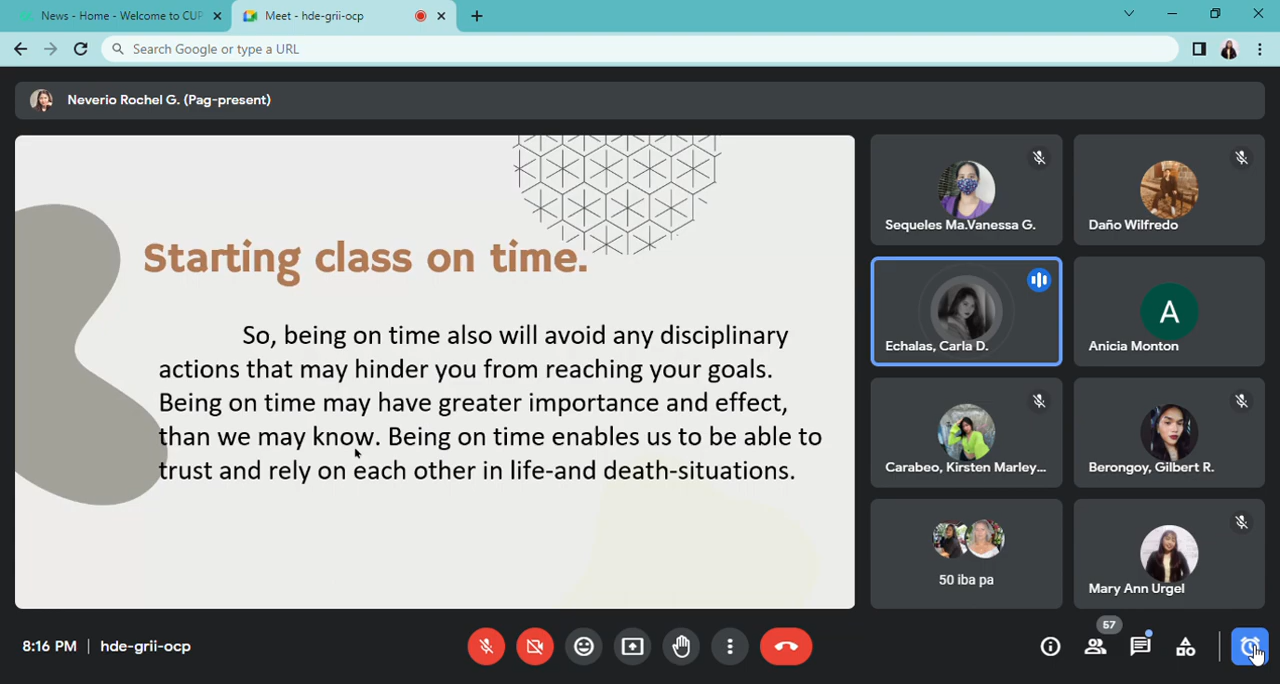 News - Home - Welcome to CUP
Meet - hde-grii-ocp
Search Google or type a URL
Neverio Rochel G. (Pag-present)
Starting class on time.
So, being on time also will avoid any disciplinary
actions that may hinder you from reaching your goals.
Being on time may have greater importance and effect,
than we may know. Being on time enables us to be able to
trust and rely on each other in life-and death-situations.
Sequeles Ma.Vanessa G.
Daño Wilfredo
Echalas, Carla D.
A
Anicia Monton
Carabeo, Kirsten Marley...
Berongoy, Gilbert R.
50 iba pa
Mary Ann Urgel
8:16 PM | hde-grii-ocp
57